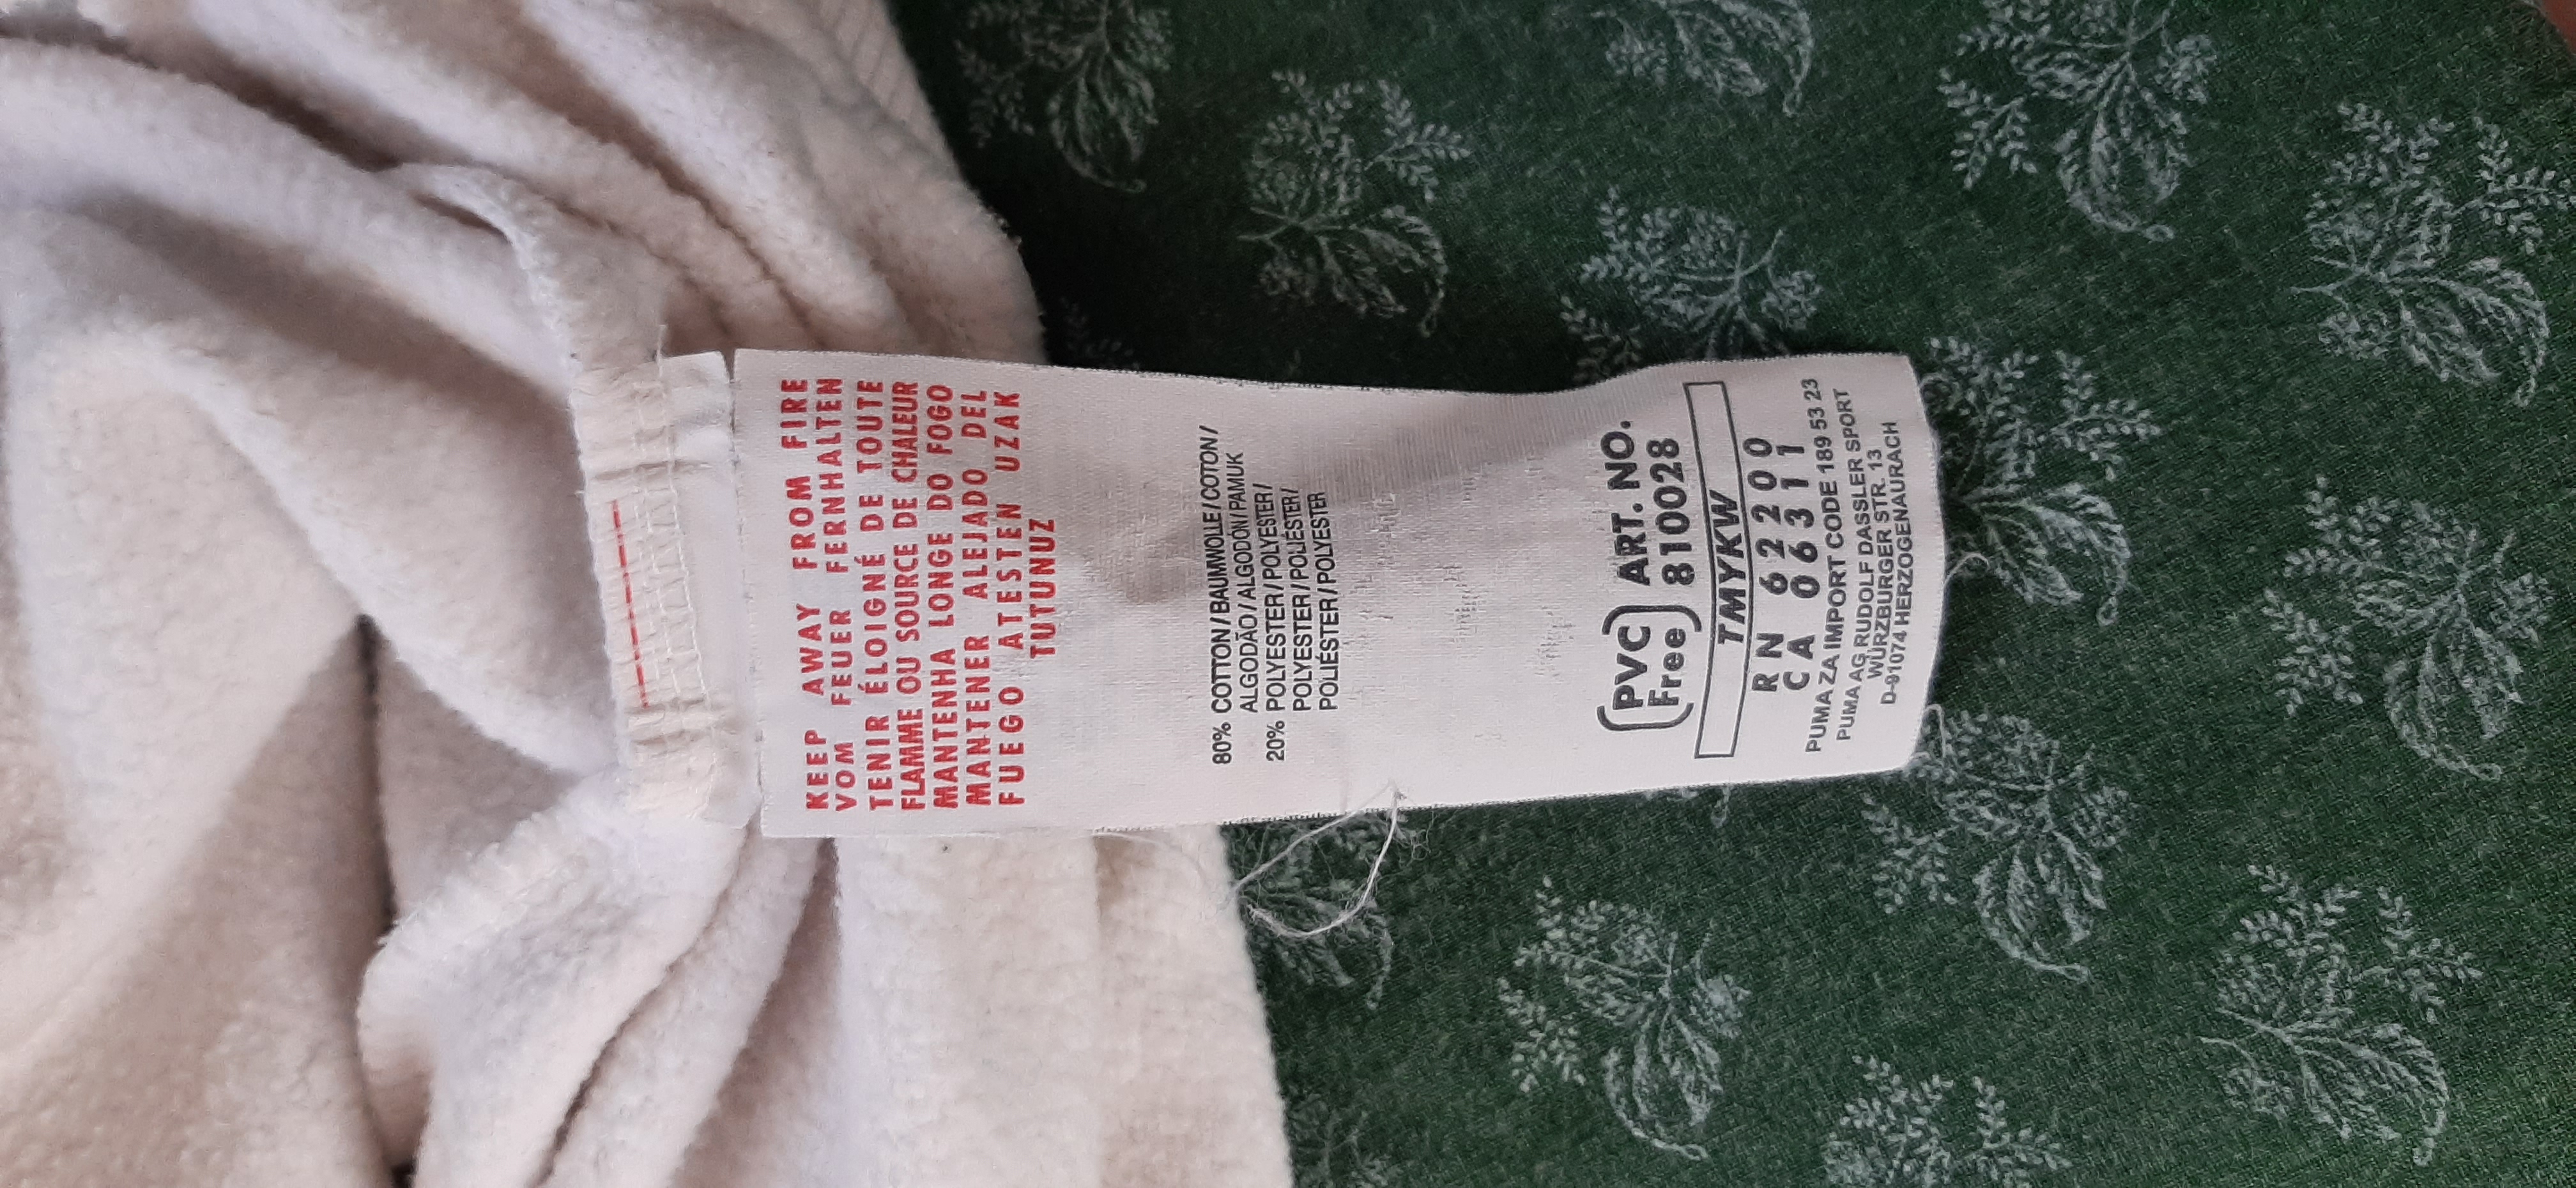 KEEP AWAY FROM FIRE
VOM FEUER FERNHALTEN
TENIR ÉLOIGNÉ DE TOUTE
FLAMME OU SOURCE DE CHALEUR
MANTENHA LONGE DO FOGO
MANTENER ALEJADO DEL
FUEGO ATESTEN UZAK
TUTUNUZ
80% COTTON/BAUMWOLLE/COTON/
ALGODÃO/ALGODÓN/PAMUK
20% POLYESTER/POLYESTER/
POLYESTER/POLIÉSTER/
POLIÉSTER/POLYESTER
PVC ART. NO.
Free 810028
TMYKW
RN 62200
CA 06311
PUMA ZA IMPORT CODE 189 53 23
PUMA AG RUDOLF DASSLER SPORT
WÜRZBURGER STR. 13
D-91074 HERZOGENAURACH